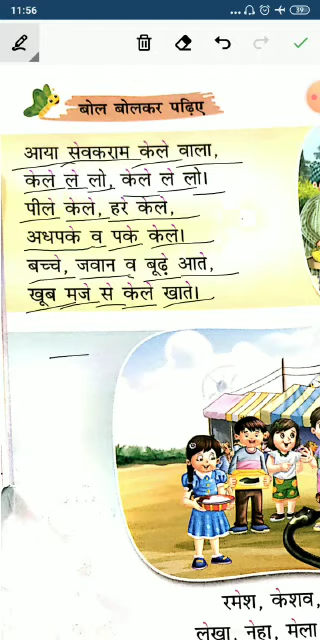 11:56
39
बोल बोलकर पढ़िए
आया सेवकराम केले वाला,
केले ले लो, केले ले लो।
पीले केले, हरे केले,
अधपके व पके केले।
बच्चे, जवान व बूढ़े आते,
खूब मजे से केले खाते।
रमेश, केशव,
लेखा, नेहा, मेला